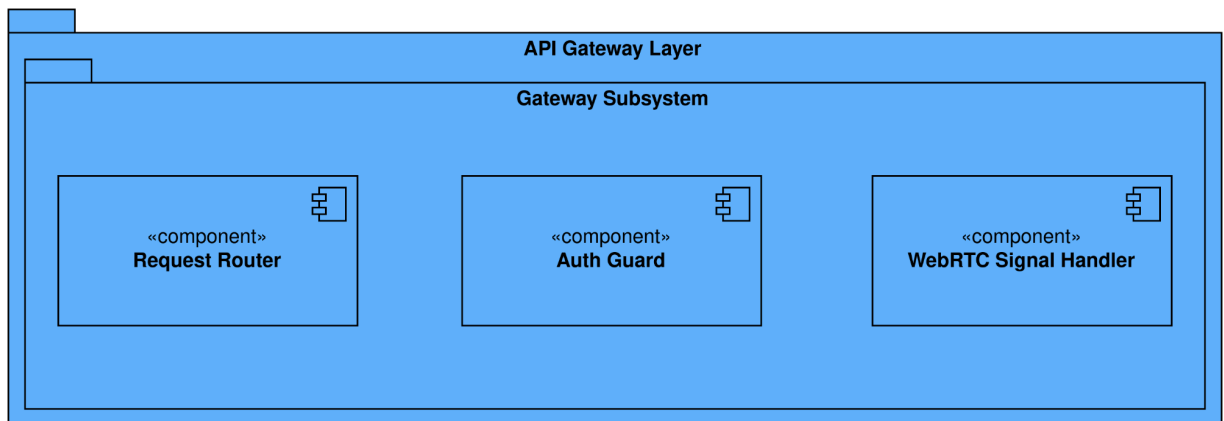 API Gateway Layer
Gateway Subsystem
«component»
Request Router
«component»
Auth Guard
«component»
WebRTC Signal Handler